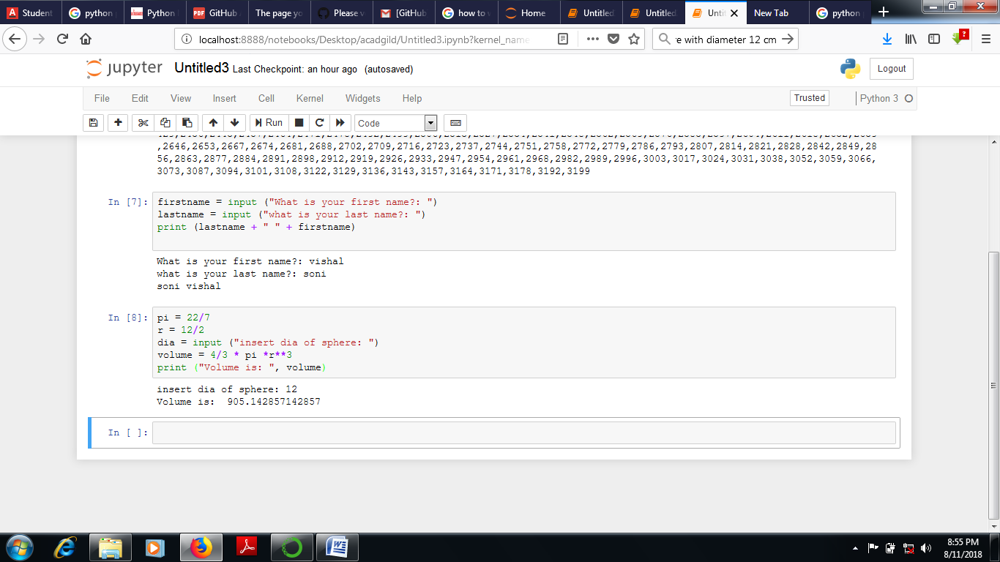 Student
python
Python
GitHub
The page yo
Please v
[GitHub
how to
Home
Untitled
Untitled
Unti
New Tab
python
localhost:8888/notebooks/Desktop/acadgild/Untitled3.ipynb?kernel_name
e with diameter 12 cm
jupyter Untitled3 Last Checkpoint: an hour ago (autosaved)
Logout
File Edit View Insert Cell Kernel Widgets Help
Trusted
Python 3
Run
Code
,2646,2653,2667,2674,2681,2688,2702,2709,2716,2723,2737,2744,2751,2758,2772,2779,2786,2793,2807,2814,2821,2828,2842,2849,28
56,2863,2877,2884,2891,2898,2912,2919,2926,2933,2947,2954,2961,2968,2982,2989,2996,3003,3017,3024,3031,3038,3052,3059,3066,
3073,3087,3094,3101,3108,3122,3129,3136,3143,3157,3164,3171,3178,3192,3199
In [7]: firstname = input ("What is your first name?: ")
lastname = input ("what is your last name?: ")
print (lastname + " " + firstname)
What is your first name?: vishal
what is your last name?: soni
soni vishal
In [8]: pi = 22/7
r = 12/2
dia = input ("insert dia of sphere: ")
volume = 4/3 * pi *r**3
print ("Volume is: ", volume)
insert dia of sphere: 12
Volume is:  905.142857142857
In [ ]:
8:55 PM
8/11/2018